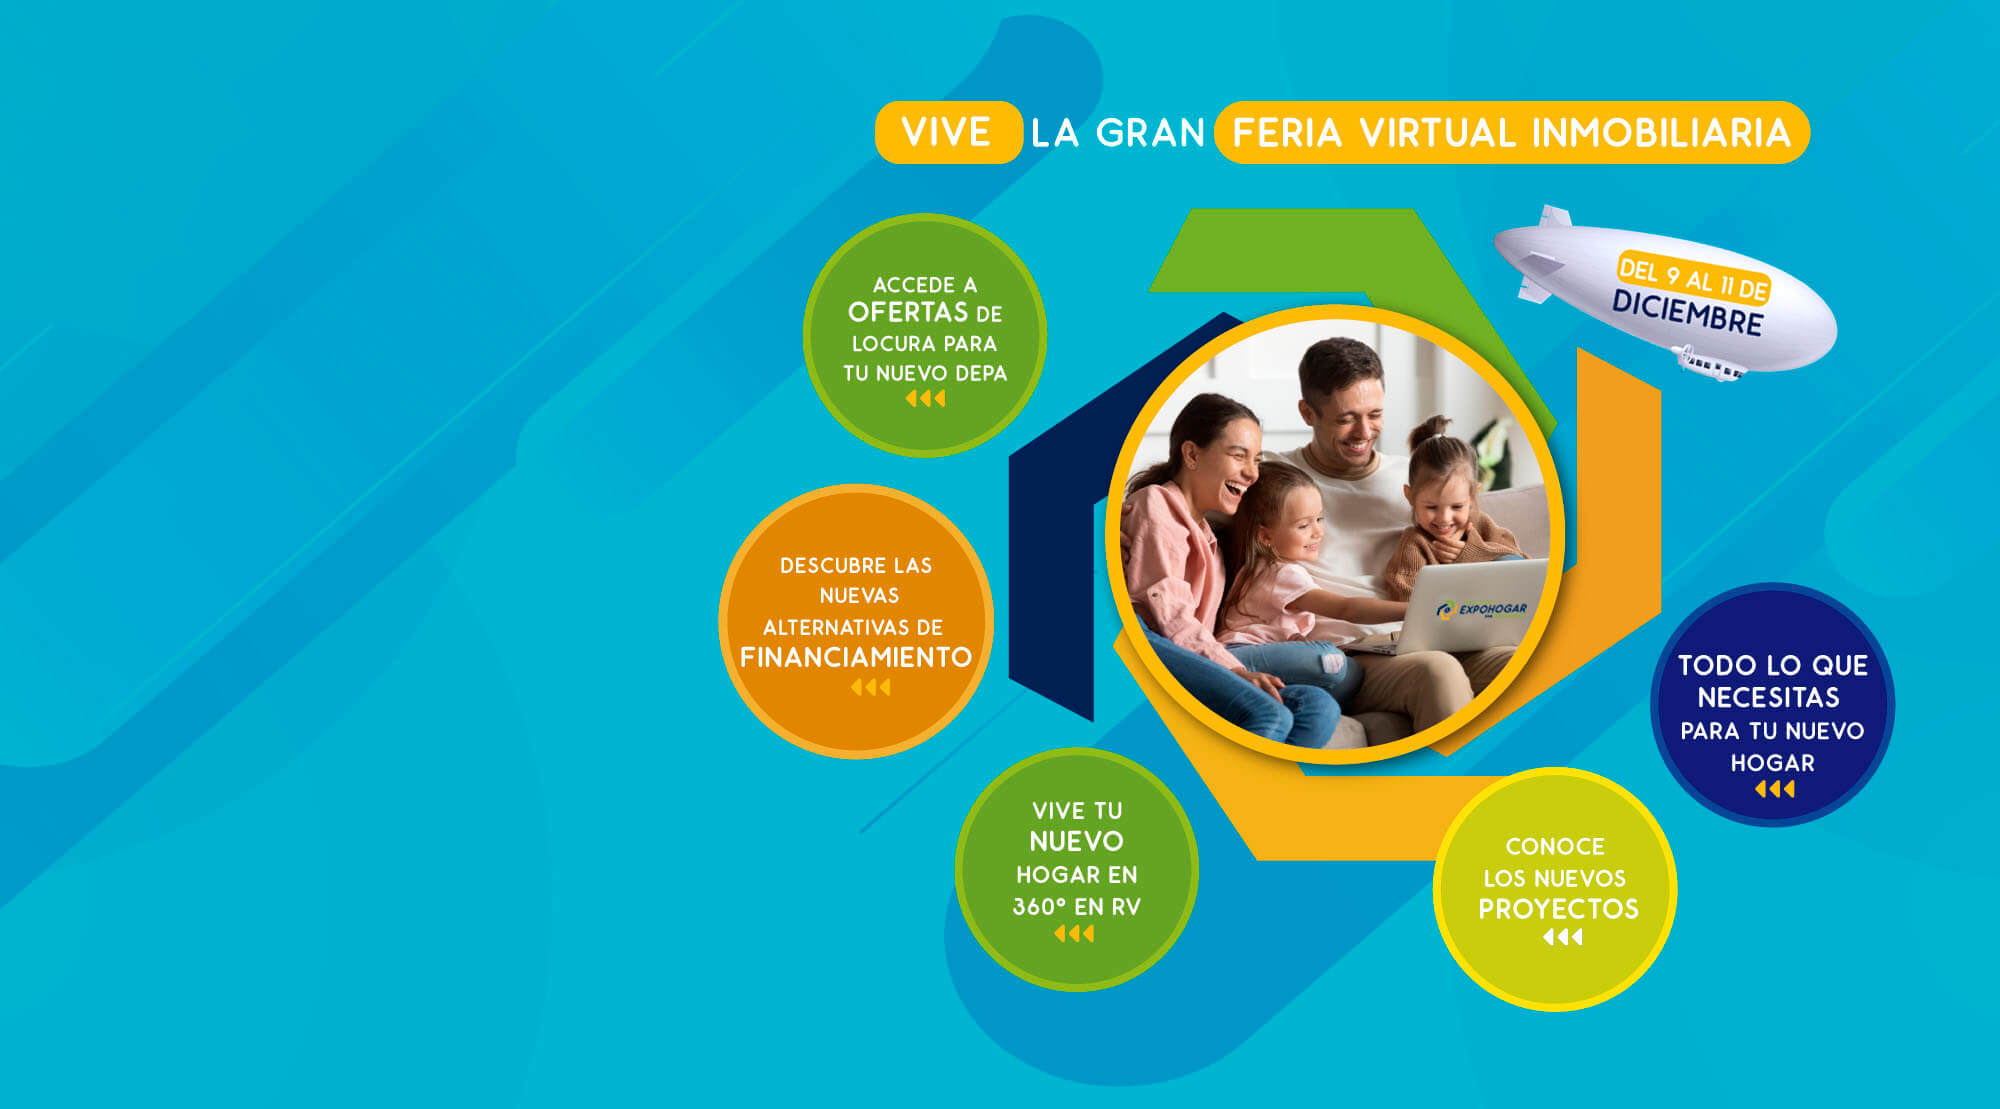 VIVE LA GRAN FERIA VIRTUAL INMOBILIARIA
DEL 9 AL 11 DE
DICIEMBRE
ACCEDE A
OFERTAS DE
LOCURA PARA
TU NUEVO DEPA
DESCUBRE LAS
NUEVAS
ALTERNATIVAS DE
FINANCIAMIENTO
VIVE TU
NUEVO
HOGAR EN
360° EN RV
CONOCE
LOS NUEVOS
PROYECTOS
TODO LO QUE
NECESITAS
PARA TU NUEVO
HOGAR
EXPOHOGAR